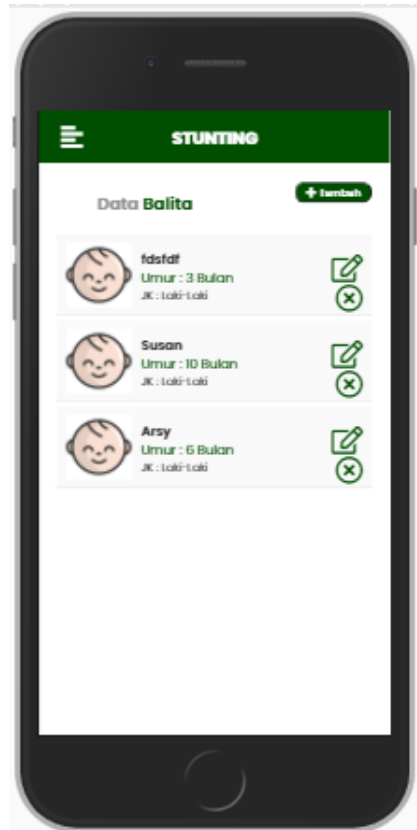 STUNTING
Data Balita
+ Tambah
fdsfdf
Umur : 3 Bulan
JK : Laki-Laki
Susan
Umur : 10 Bulan
JK : Laki-Laki
Arsy
Umur : 6 Bulan
JK : Laki-Laki